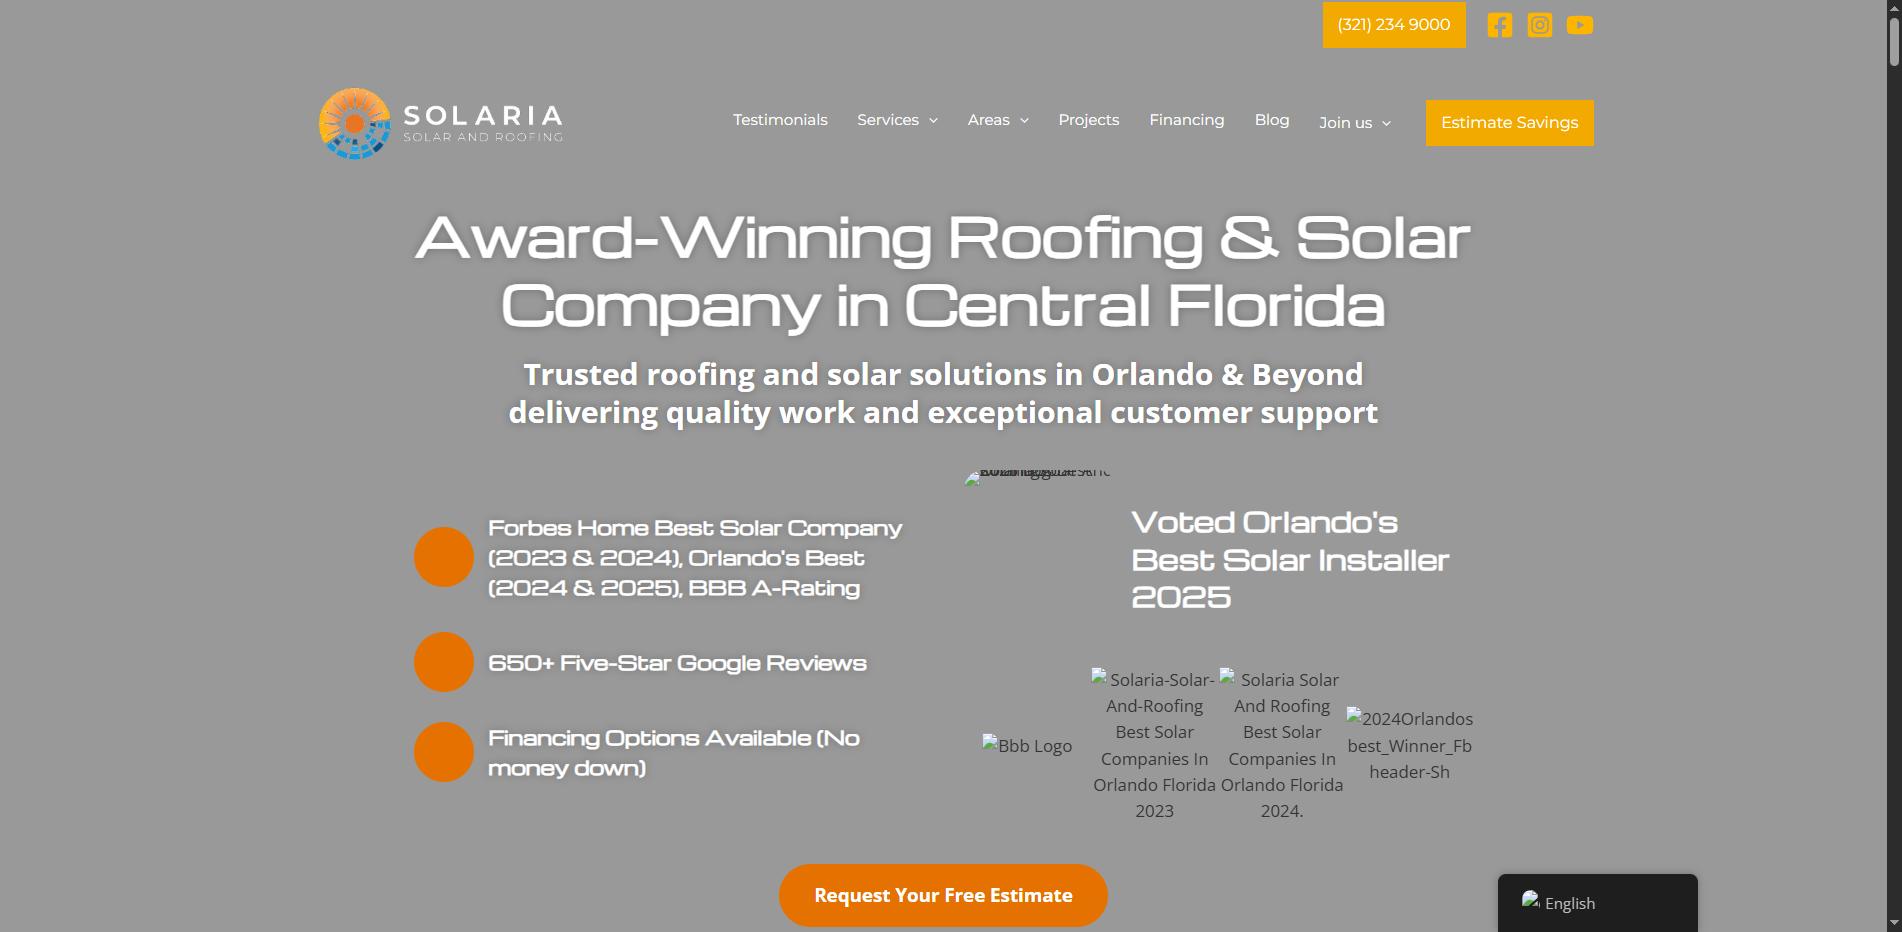 (321) 234 9000
SOLARIA
SOLAR AND ROOFING
Testimonials
Services
Areas
Projects
Financing
Blog
Join us
Estimate Savings
Award-Winning Roofing & Solar
Company in Central Florida
Trusted roofing and solar solutions in Orlando & Beyond
delivering quality work and exceptional customer support
Forbes Home Best Solar Company
(2023 & 2024), Orlando's Best
(2024 & 2025), BBB A-Rating
650+ Five-Star Google Reviews
Financing Options Available (No
money down)
Voted Orlando's
Best Solar Installer
2025
Bbb Logo
Solaria-Solar-
And-Roofing
Best Solar
Companies In
Orlando Florida
2023
Solaria Solar
And Roofing
Best Solar
Companies In
Orlando Florida
2024.
2024Orlandos
best_Winner_Fb
header-Sh
Request Your Free Estimate
English